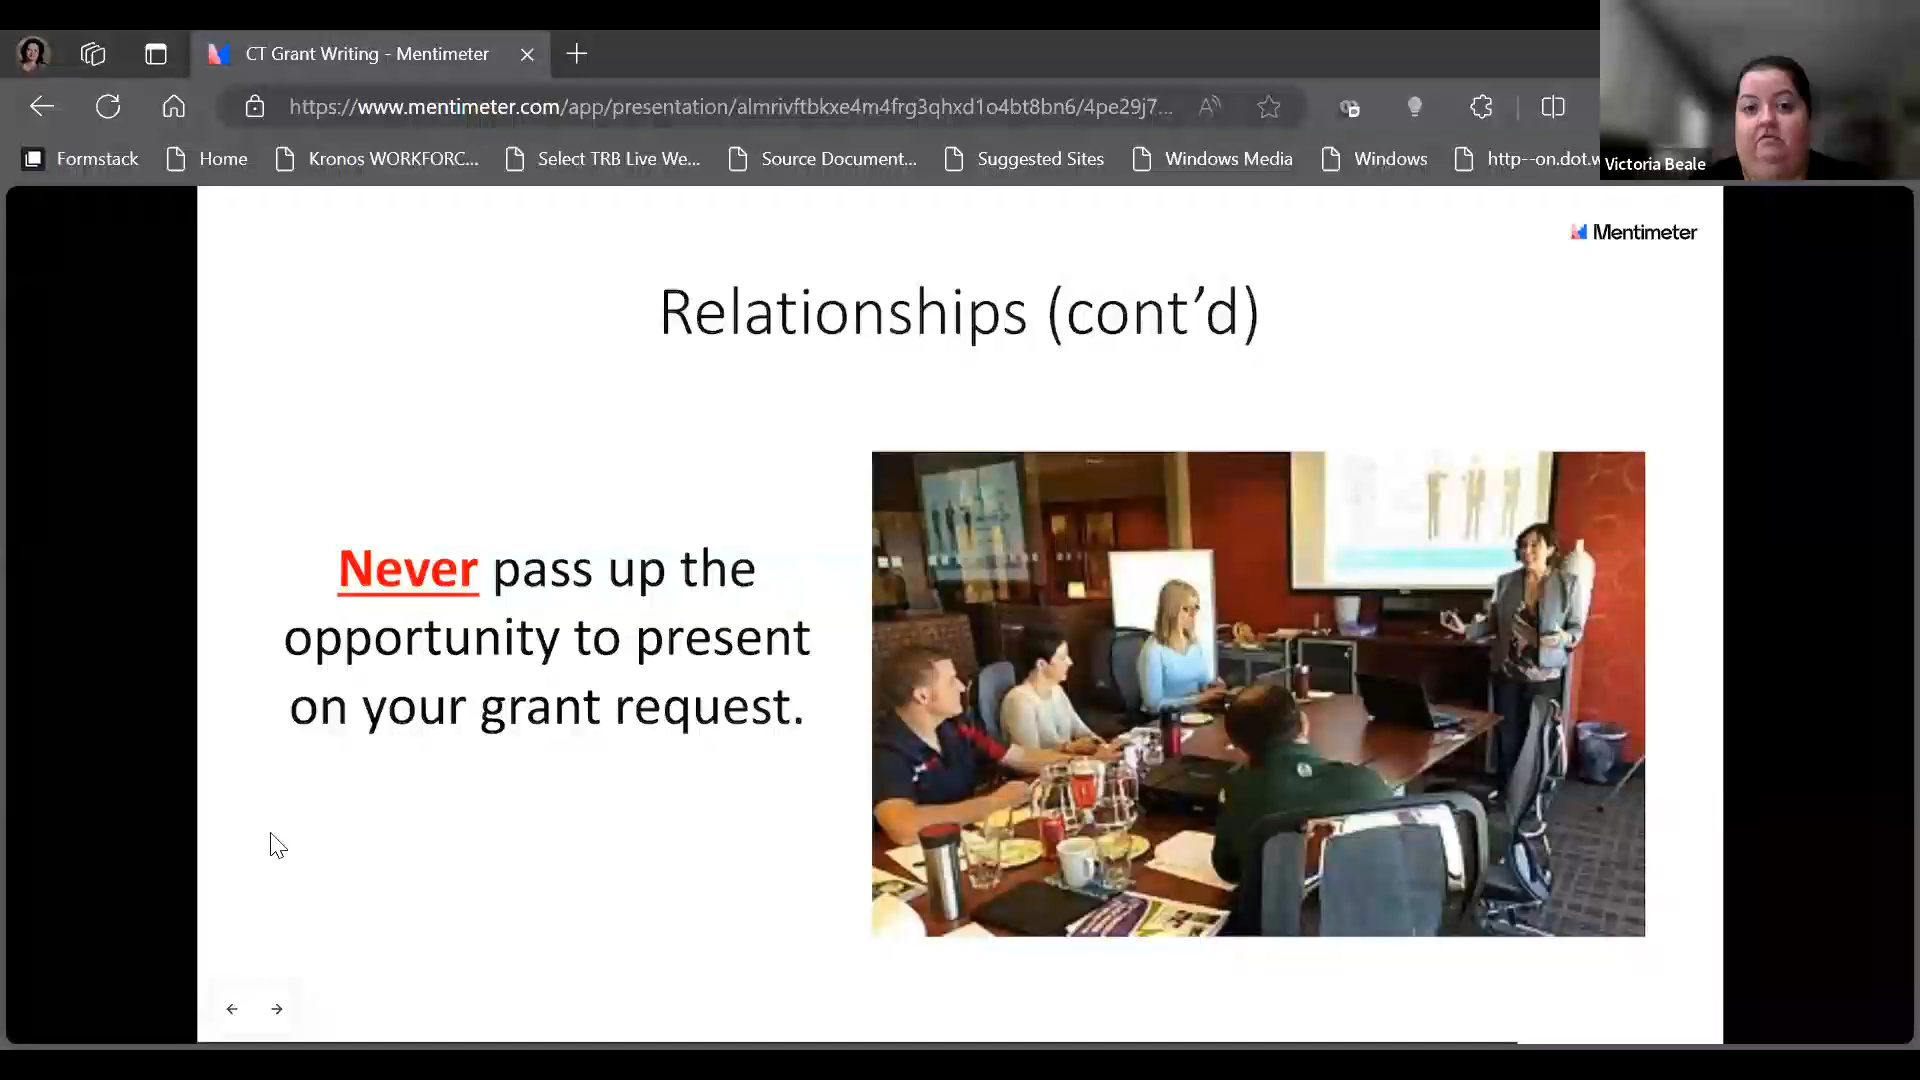 CT Grant Writing - Mentimeter
https://www.mentimeter.com/app/presentation/almrivftbkxe4m4frg3qhxd1o4bt8bn6/4pe29j7...
Formstack
Home
Kronos WORKFORC...
Select TRB Live We...
Source Document...
Suggested Sites
Windows Media
Windows
http--on.dot.w
Victoria Beale
Mentimeter
Relationships (cont’d)
Never pass up the
opportunity to present
on your grant request.